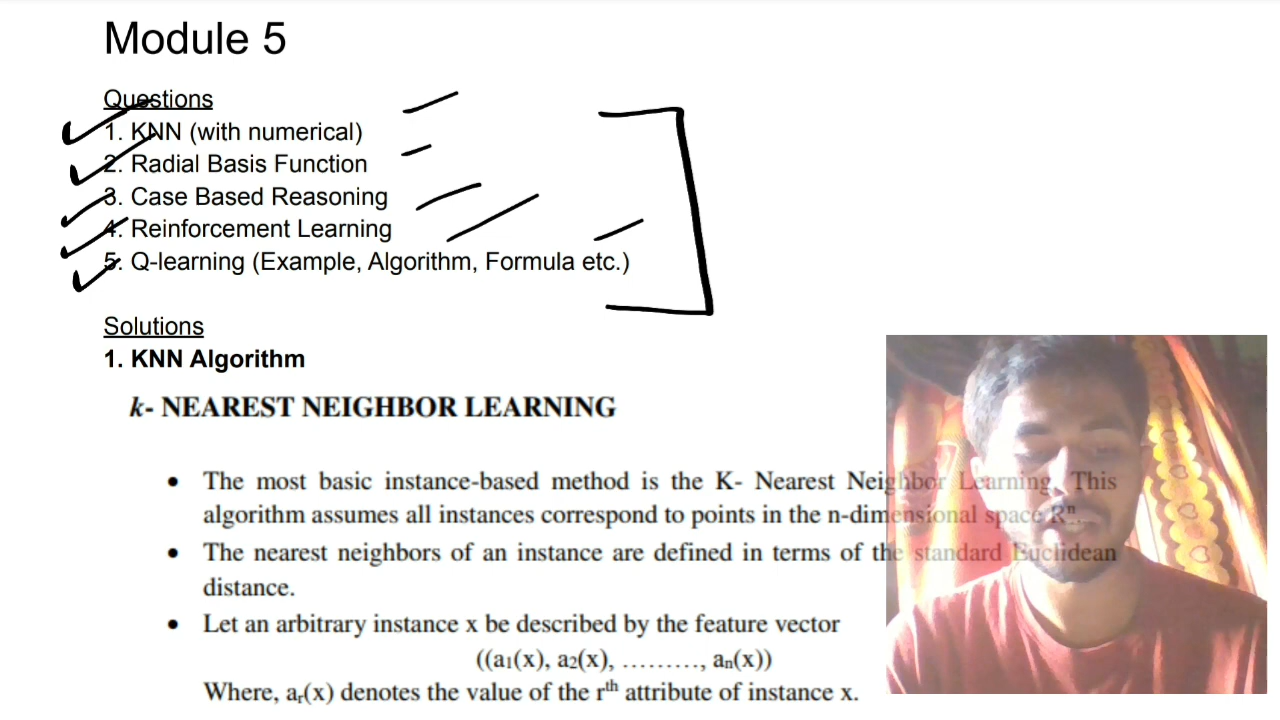 Module 5
Questions
1. KNN (with numerical)
2. Radial Basis Function
3. Case Based Reasoning
4. Reinforcement Learning
5. Q-learning (Example, Algorithm, Formula etc.)
Solutions
1. KNN Algorithm
k- NEAREST NEIGHBOR LEARNING
• The most basic instance-based method is the K- Nearest Neighbor Learning. This
algorithm assumes all instances correspond to points in the n-dimensional space Rⁿ.
• The nearest neighbors of an instance are defined in terms of the standard Euclidean
distance.
• Let an arbitrary instance x be described by the feature vector
((a₁(x), a₂(x), ………, aₙ(x))
Where, aᵣ(x) denotes the value of the rᵗʰ attribute of instance x.